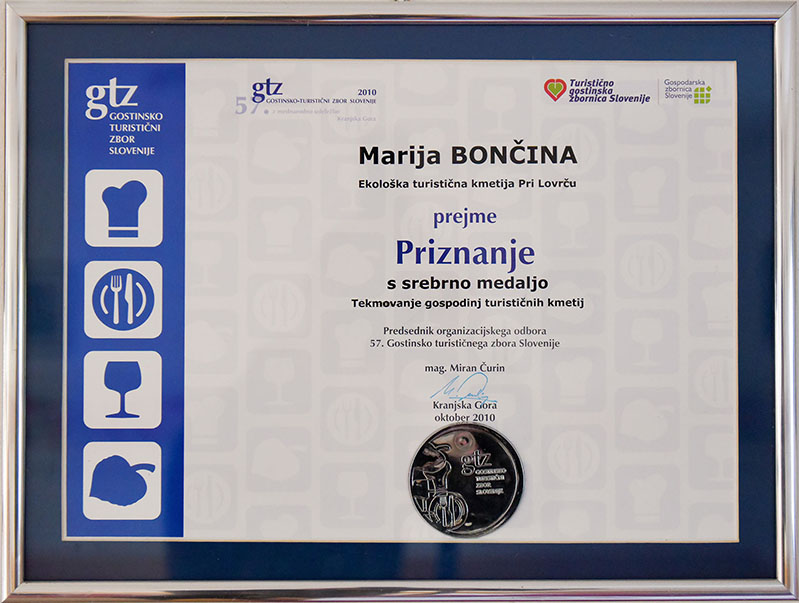 gtz
GOSTINSKO
TURISTIČNI
ZBOR
SLOVENIJE
gtz 2010
57. GOSTINSKO-TURISTIČNI ZBOR SLOVENIJE
z mednarodno udeležbo
Kranjska Gora
Turistično
gostinska
zbornica Slovenije
Gospodarska
zbornica
Slovenije
Marija BONČINA
Ekološka turistična kmetija Pri Lovrču
prejme
Priznanje
s srebrno medaljo
Tekmovanje gospodinj turističnih kmetij
Predsednik organizacijskega odbora
57. Gostinsko turističnega zbora Slovenije
mag. Miran Čurin
Kranjska Gora
oktober 2010
gtz
GOSTINSKO
TURISTIČNI
ZBOR
SLOVENIJE